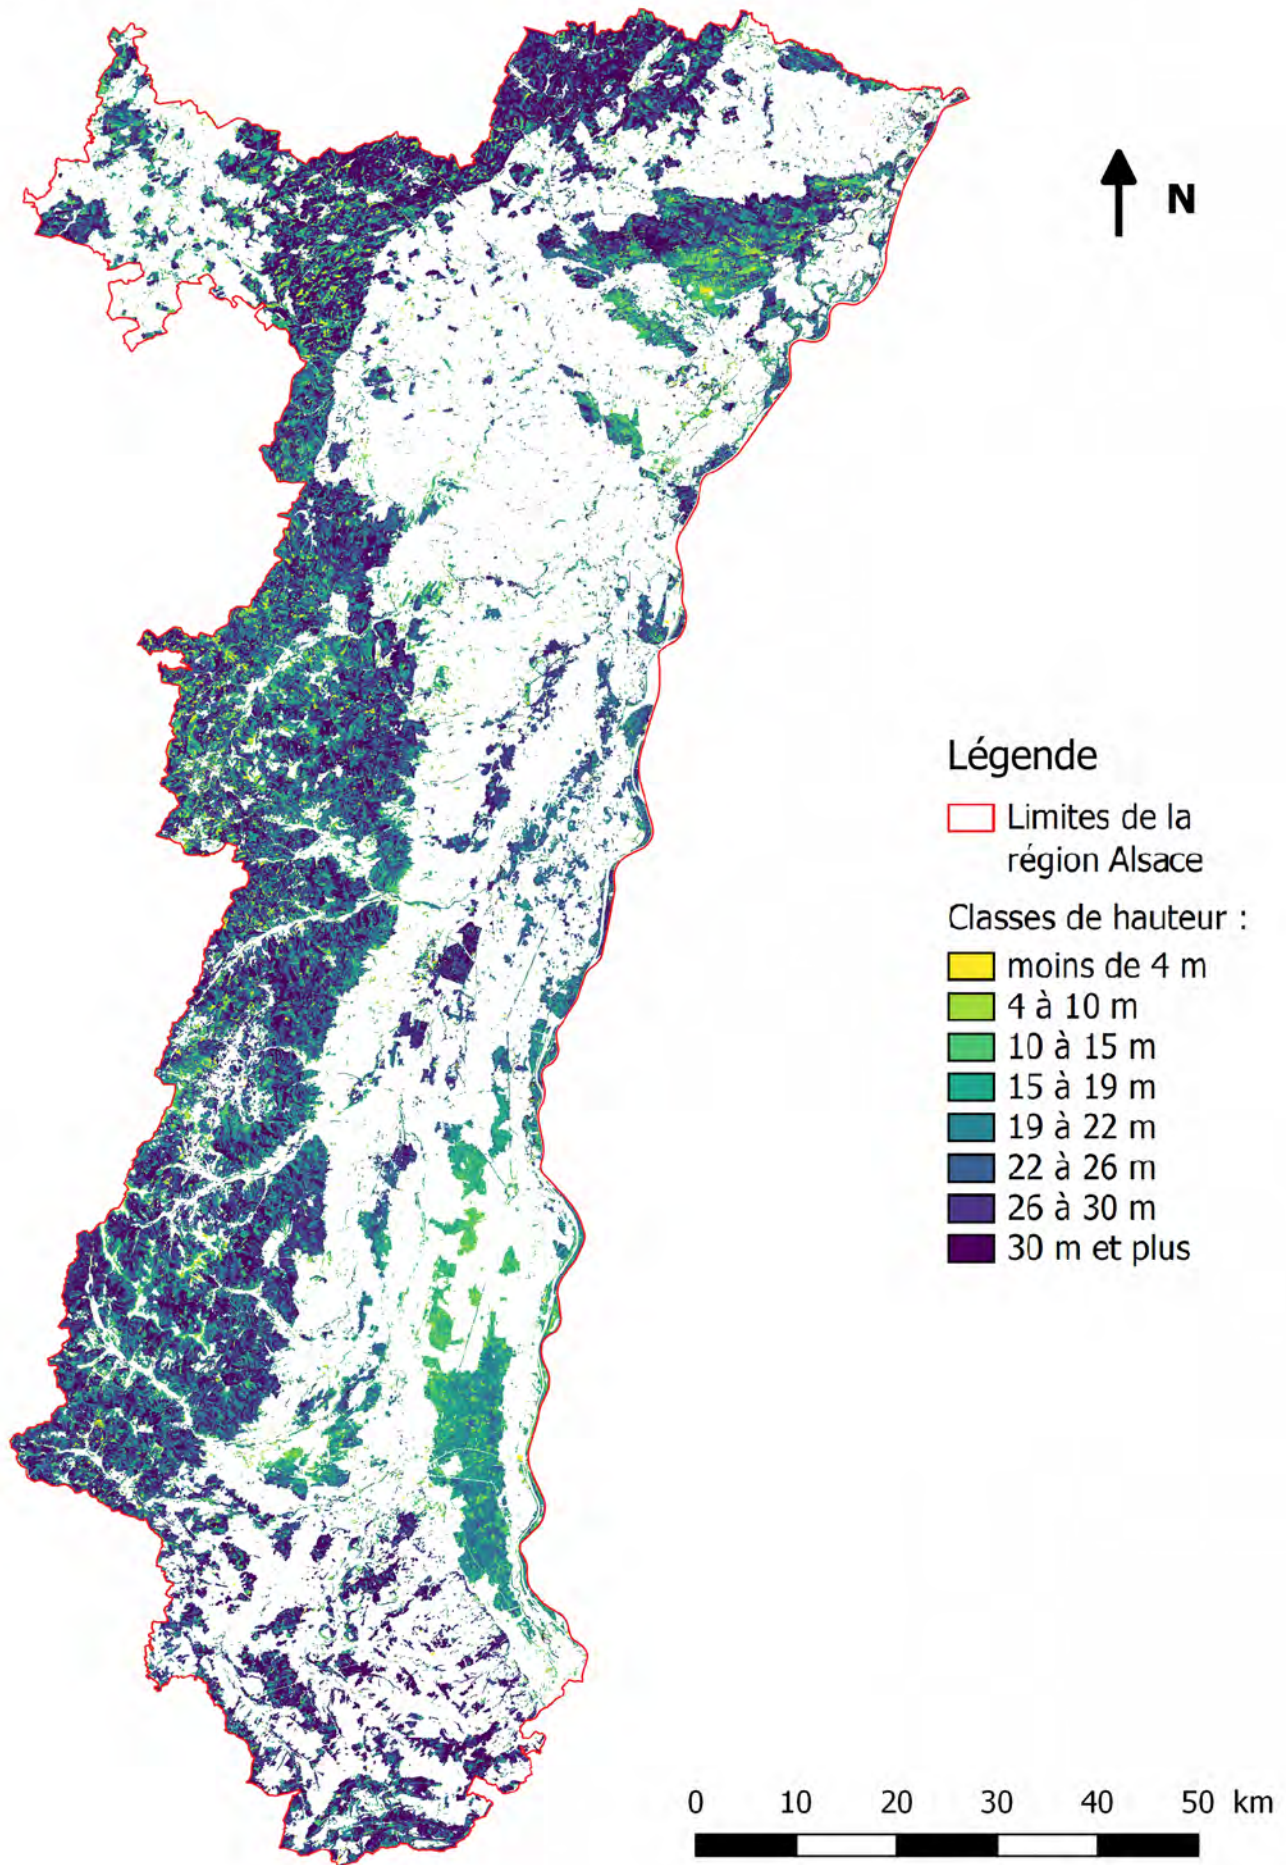 N
Légende
Limites de la
région Alsace
Classes de hauteur :
moins de 4 m
4 à 10 m
10 à 15 m
15 à 19 m
19 à 22 m
22 à 26 m
26 à 30 m
30 m et plus
0 10 20 30 40 50 km